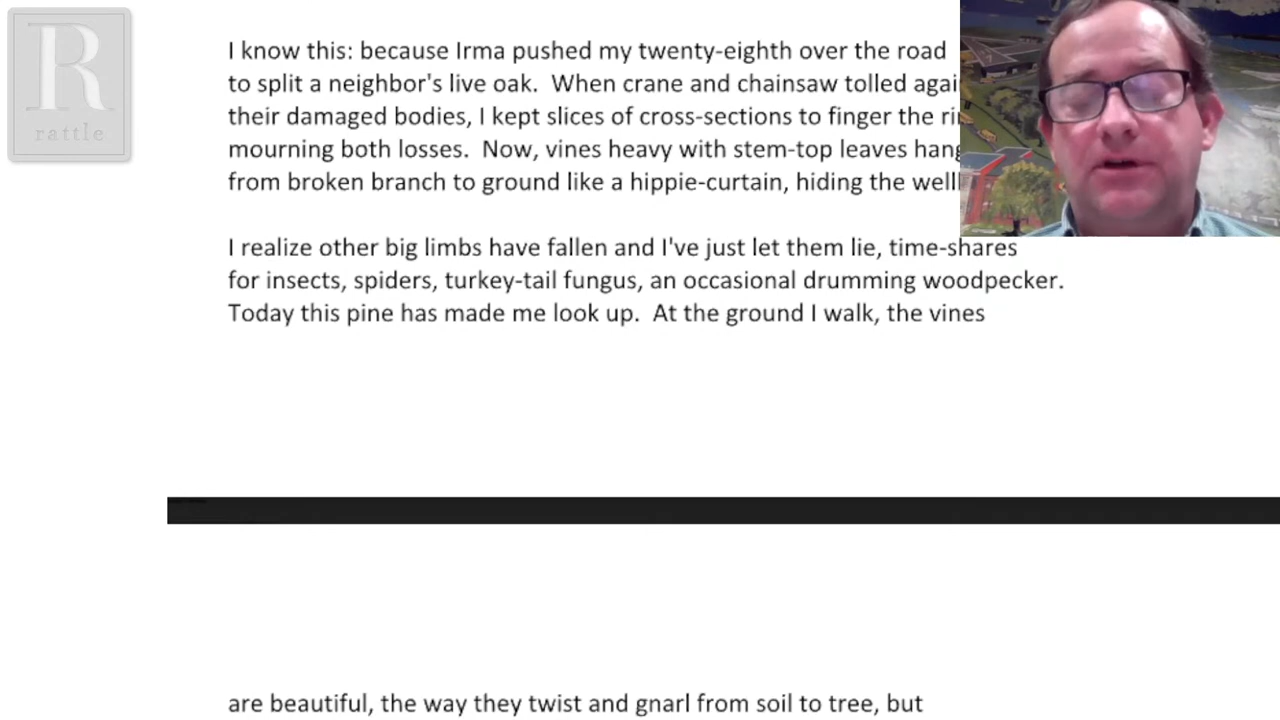 R
rattle
I know this: because Irma pushed my twenty-eighth over the road
to split a neighbor's live oak.  When crane and chainsaw tolled
their damaged bodies, I kept slices of cross-sections to finger the
mourning both losses.  Now, vines heavy with stem-top leaves
from broken branch to ground like a hippie-curtain, hiding the
I realize other big limbs have fallen and I've just let them lie, time-shares
for insects, spiders, turkey-tail fungus, an occasional drumming woodpecker.
Today this pine has made me look up.  At the ground I walk, the vines
are beautiful, the way they twist and gnarl from soil to tree, but